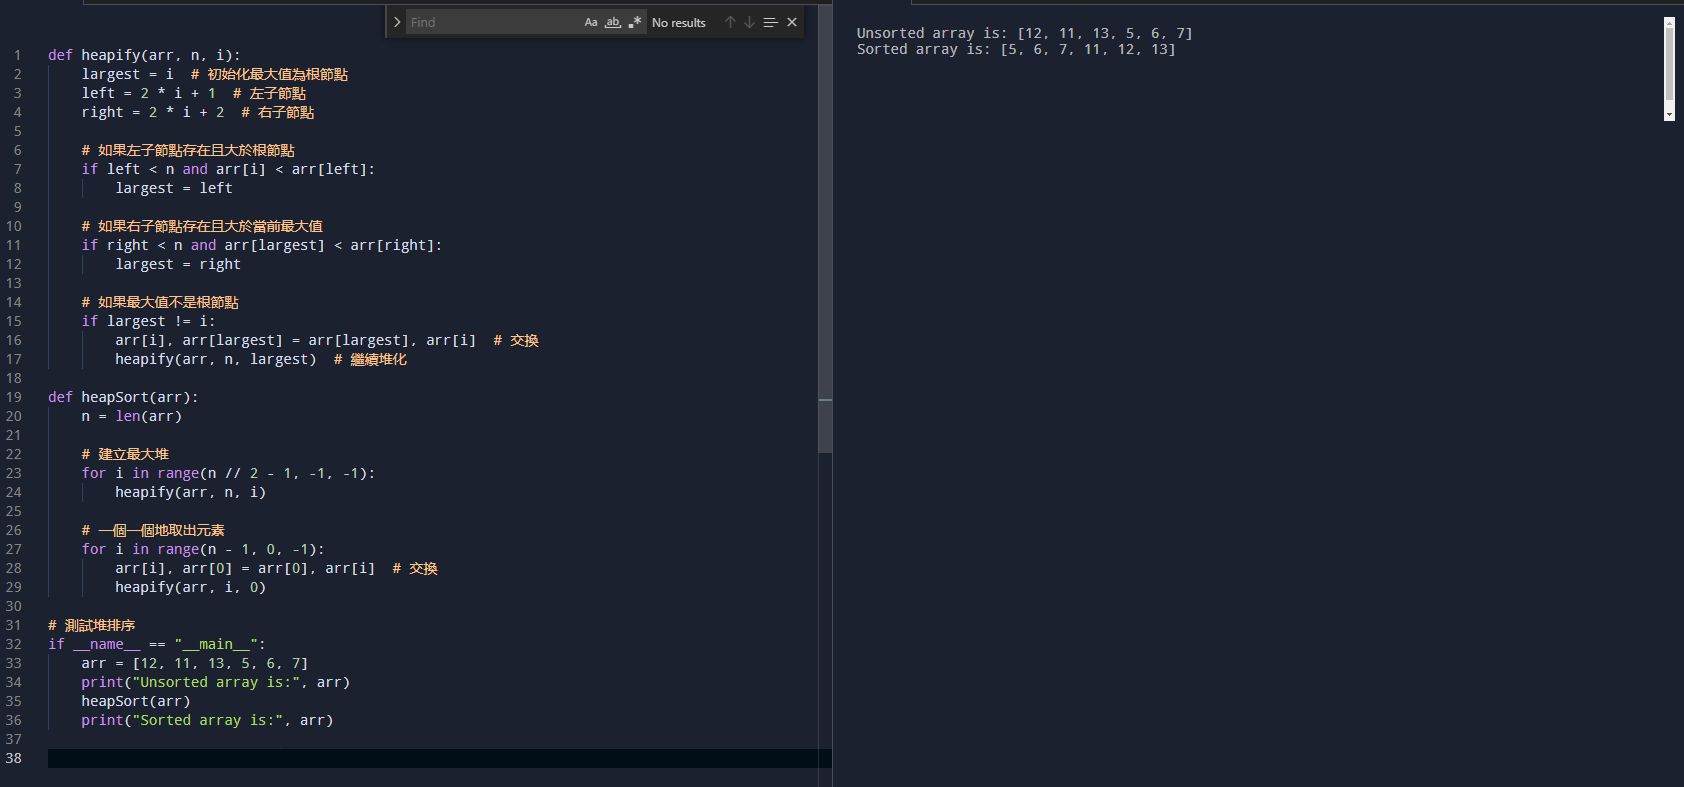 Find
Aa ab .* No results
1 def heapify(arr, n, i):
2     largest = i  # 初始化最大值為根節點
3     left = 2 * i + 1  # 左子節點
4     right = 2 * i + 2  # 右子節點
5
6     # 如果左子節點存在且大於根節點
7     if left < n and arr[i] < arr[left]:
8         largest = left
9
10     # 如果右子節點存在且大於當前最大值
11     if right < n and arr[largest] < arr[right]:
12         largest = right
13
14     # 如果最大值不是根節點
15     if largest != i:
16         arr[i], arr[largest] = arr[largest], arr[i]  # 交換
17         heapify(arr, n, largest)  # 繼續堆化
18
19 def heapSort(arr):
20     n = len(arr)
21
22     # 建立最大堆
23     for i in range(n // 2 - 1, -1, -1):
24         heapify(arr, n, i)
25
26     # 一個一個地取出元素
27     for i in range(n - 1, 0, -1):
28         arr[i], arr[0] = arr[0], arr[i]  # 交換
29         heapify(arr, i, 0)
30
31 # 測試堆排序
32 if __name__ == "__main__":
33     arr = [12, 11, 13, 5, 6, 7]
34     print("Unsorted array is:", arr)
35     heapSort(arr)
36     print("Sorted array is:", arr)
37
38
Unsorted array is: [12, 11, 13, 5, 6, 7]
Sorted array is: [5, 6, 7, 11, 12, 13]